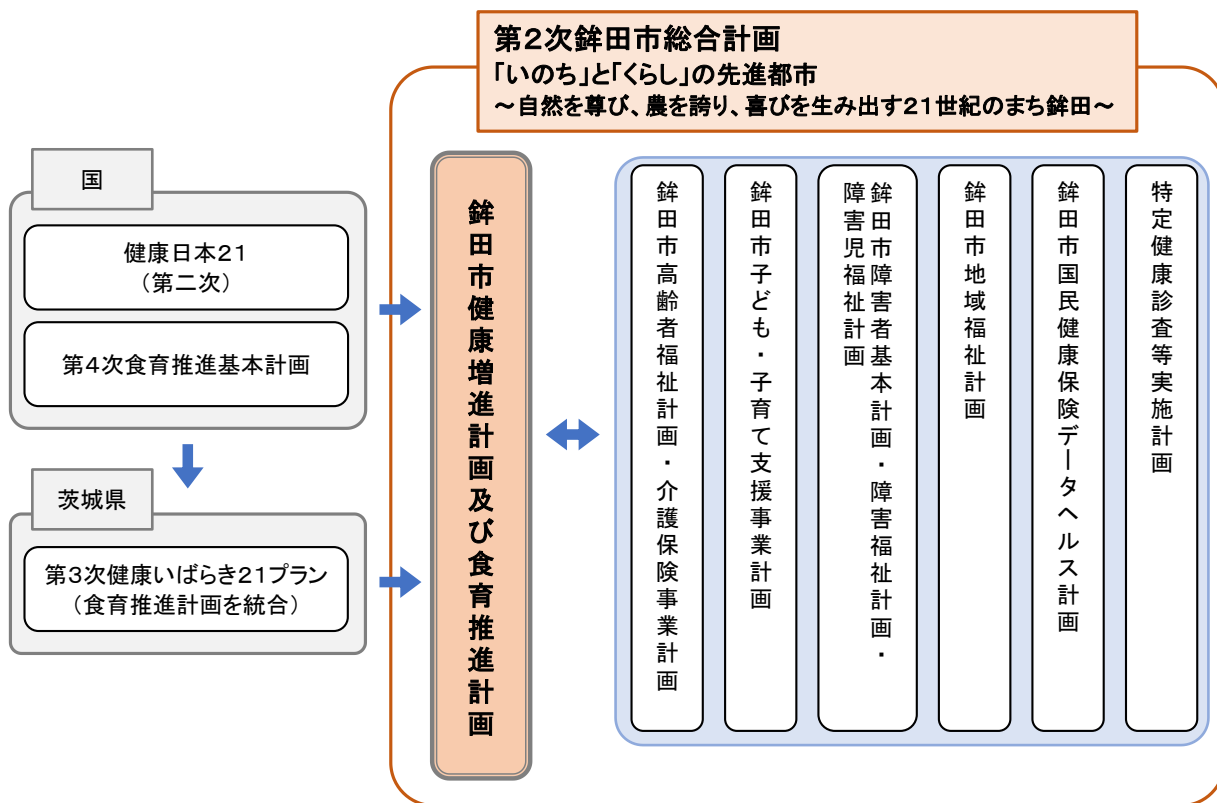 第2次鉾田市総合計画
「いのち」と「くらし」の先進都市
～自然を尊び、農を誇り、喜びを生み出す21世紀のまち鉾田～
国
健康日本21
(第二次)
第4次食育推進基本計画
茨城県
第3次健康いばらき21プラン
(食育推進計画を統合)
鉾田市健康増進計画及び食育推進計画
鉾田市高齢者福祉計画・介護保険事業計画
鉾田市子ども・子育て支援事業計画
鉾田市障害者基本計画・障害福祉計画・
障害児福祉計画
鉾田市地域福祉計画
鉾田市国民健康保険データヘルス計画
特定健康診査等実施計画